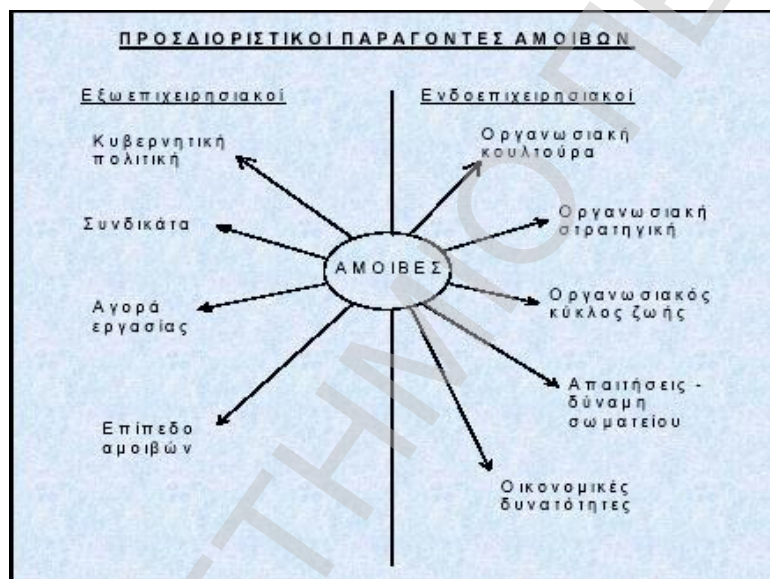 ΠΡΟΣΔΙΟΡΙΣΤΙΚΟΙ ΠΑΡΑΓΟΝΤΕΣ ΑΜΟΙΒΩΝ
Εξωεπιχειρησιακοί
Κυβερνητική
πολιτική
Συνδικάτα
Αγορά
εργασίας
Επίπεδο
αμοιβών
ΑΜΟΙΒΕΣ
Ενδοεπιχειρησιακοί
Οργανωσιακή
κουλτούρα
Οργανωσιακή
στρατηγική
Οργανωσιακός
κύκλος ζωής
Απαιτήσεις -
δύναμη
σωματείου
Οικονομικές
δυνατότητες